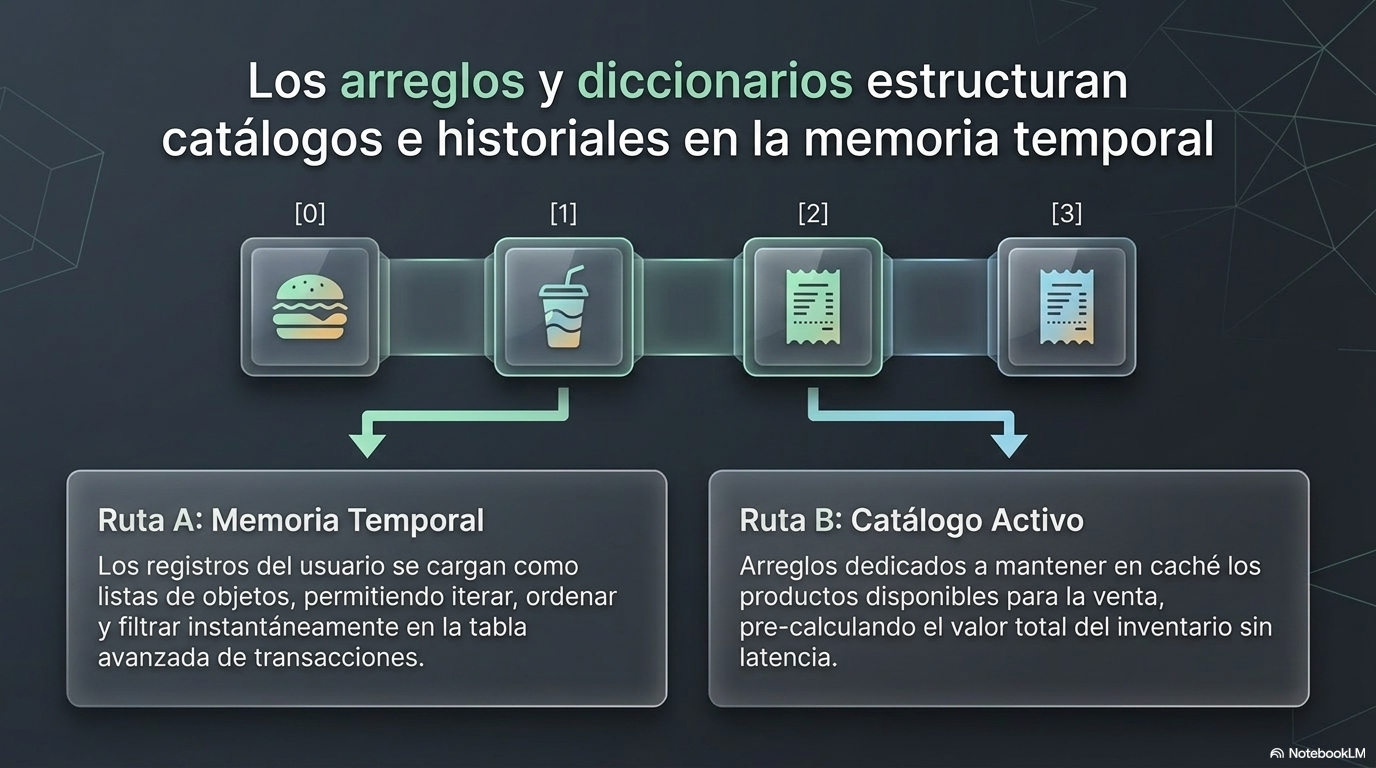 Los arreglos y diccionarios estructuran
catálogos e historiales en la memoria temporal
[0] [1] [2] [3]
Ruta A: Memoria Temporal
Los registros del usuario se cargan como
listas de objetos, permitiendo iterar, ordenar
y filtrar instantáneamente en la tabla
avanzada de transacciones.
Ruta B: Catálogo Activo
Arreglos dedicados a mantener en caché los
productos disponibles para la venta,
pre-calculando el valor total del inventario sin
latencia.
NotebookLM